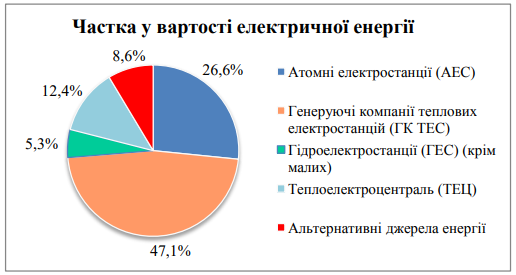 Частка у вартості електричної енергії
8,6%
26,6%
12,4%
5,3%
47,1%
Атомні електростанції (АЕС)
Генеруючі компанії теплових
електростанцій (ГК ТЕС)
Гідроелектростанції (ГЕС) (крім
малих)
Теплоелектроцентраль (ТЕЦ)
Альтернативні джерела енергії